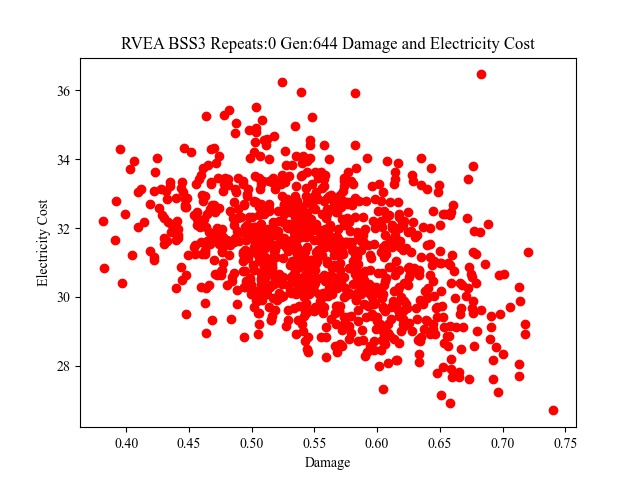 RVEA BSS3 Repeats:0 Gen:644 Damage and Electricity Cost
36
34
32
30
28
Electricity Cost
0.40 0.45 0.50 0.55 0.60 0.65 0.70 0.75
Damage